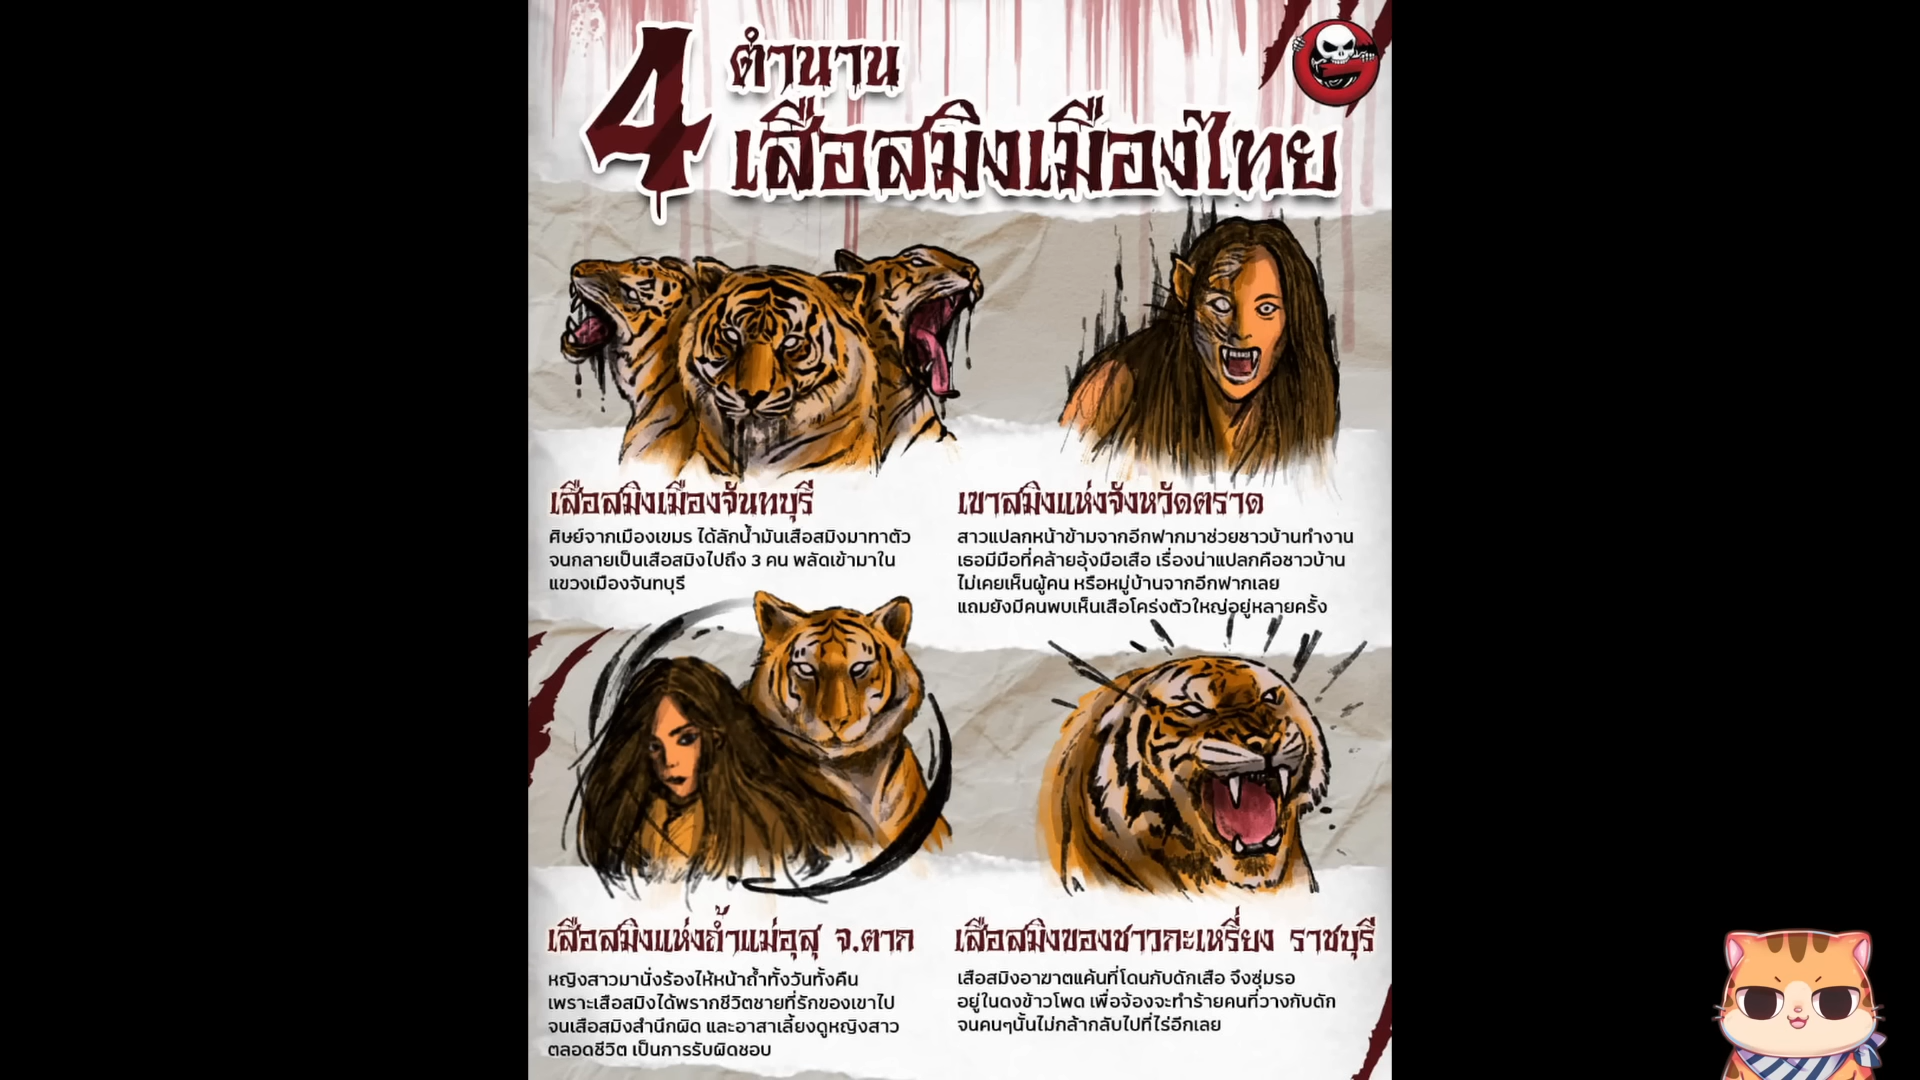 4 ตำนาน
เสือสมิงเมืองไทย
เสือสมิงเมืองจันทบุรี
ศิษย์จากเมืองเขมร ได้ลักน้ำมันเสือสมิงมาทาตัว
จนกลายเป็นเสือสมิงไปถึง 3 คน พลัดเข้ามาใน
แขวงเมืองจันทบุรี
เขาสมิงแห่งจังหวัดตราด
สาวแปลกหน้าข้ามจากอีกฟากมาช่วยชาวบ้านทำงาน
เธอมีมือที่คล้ายอุ้งมือเสือ เรื่องน่าแปลกคือชาวบ้าน
ไม่เคยเห็นผู้คน หรือหมู่บ้านจากอีกฟากเลย
แถมยังมีคนพบเห็นเสือโคร่งตัวใหญ่อยู่หลายครั้ง
เสือสมิงแห่งถ้ำแม่อุสุ จ.ตาก
หญิงสาวมานั่งร้องไห้หน้าถ้ำทั้งวันทั้งคืน
เพราะเสือสมิงได้พรากชีวิตชายที่รักของเขาไป
จนเสือสมิงสำนึกผิด และอาสาเลี้ยงดูหญิงสาว
ตลอดชีวิต เป็นการรับผิดชอบ
เสือสมิงของชาวกะเหรี่ยง ราชบุรี
เสือสมิงอาฆาตแค้นที่โดนกับดักเสือ จึงซุ่มรอ
อยู่ในดงข้าวโพด เพื่อจ้องจะทำร้ายคนที่วางกับดัก
จนคนๆนั้นไม่กล้ากลับไปที่ไร่อีกเลย